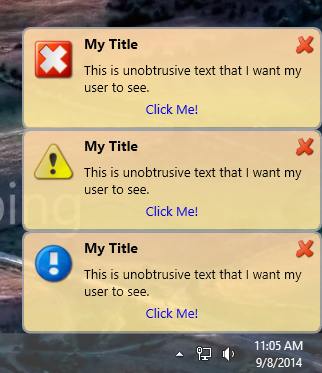 My Title
This is unobtrusive text that I want my
user to see.
Click Me!
My Title
This is unobtrusive text that I want my
user to see.
Click Me!
ping
My Title
This is unobtrusive text that I want my
user to see.
Click Me!
11:05 AM
9/8/2014